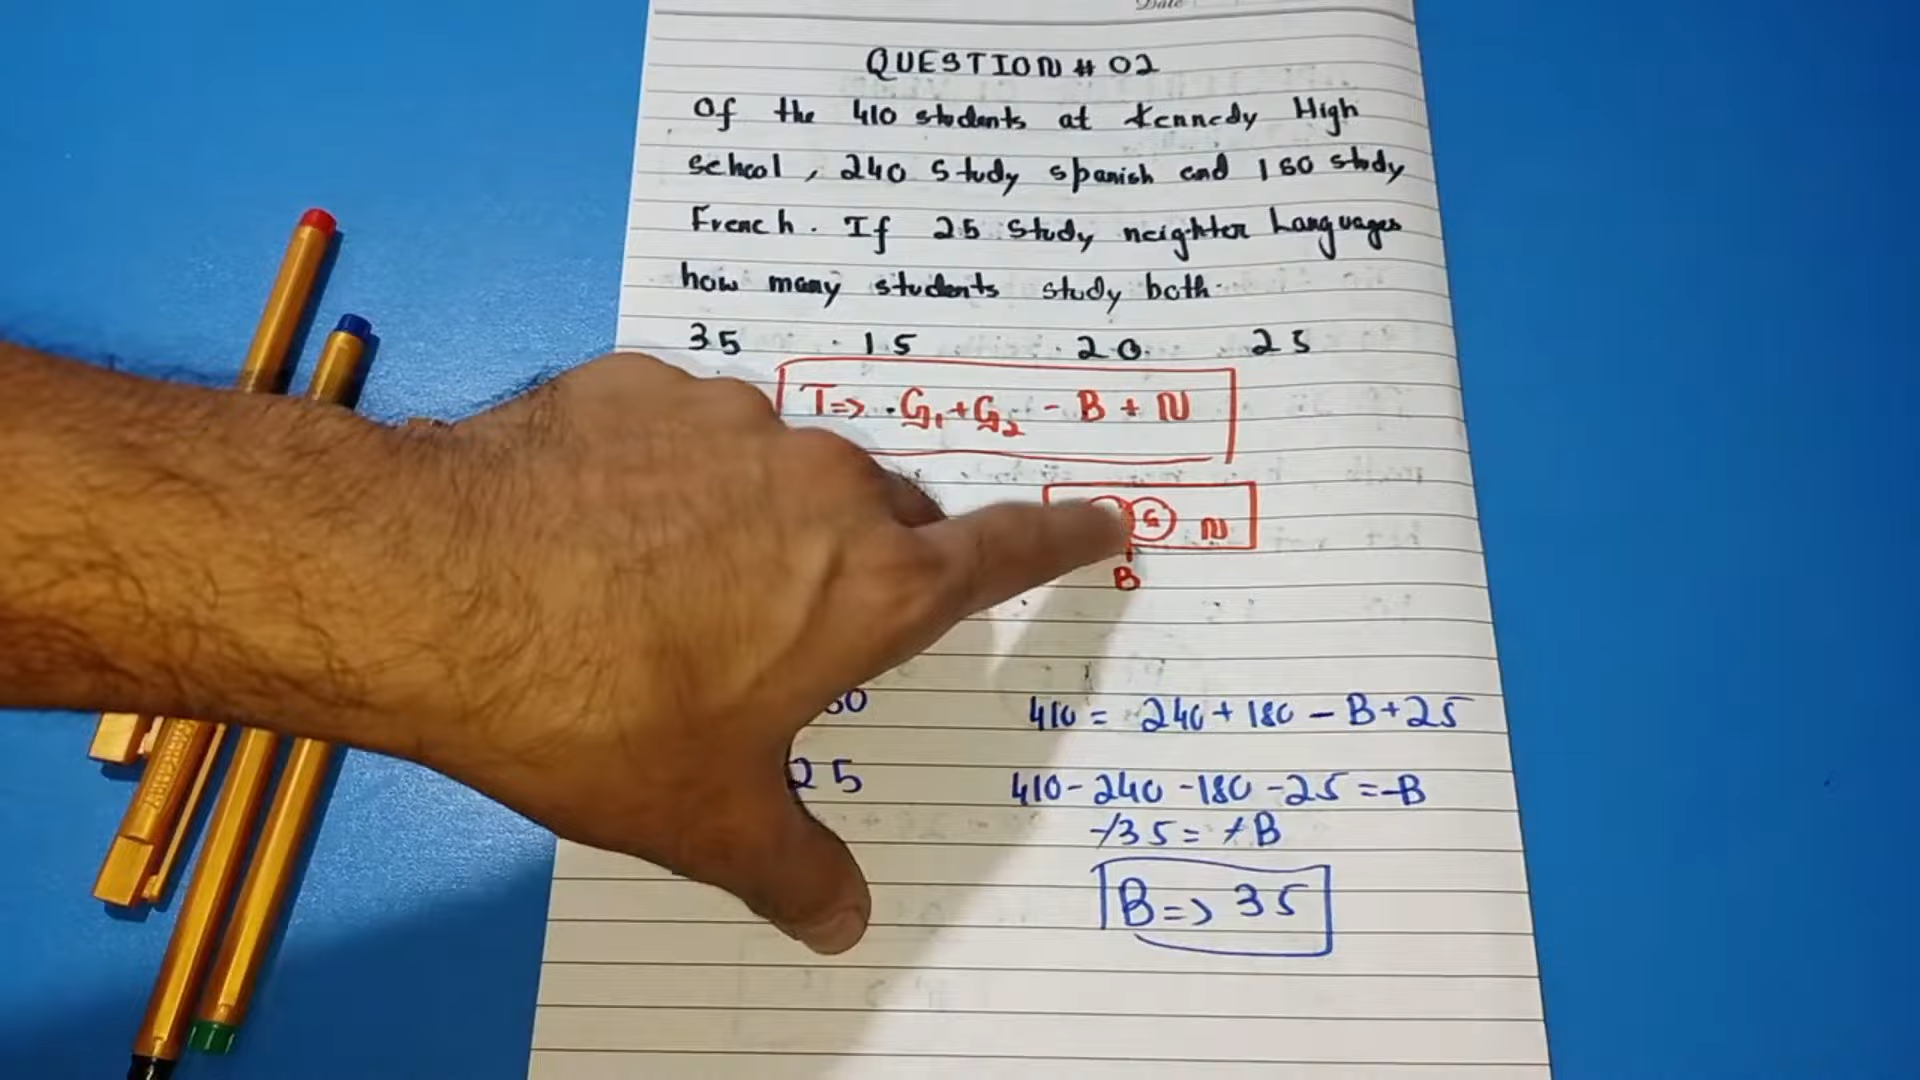 Date
QUESTION # 02
Of the 410 students at Kennedy High
school, 240 study spanish and 180 study
French. If 25 study neighter Languages
how many students study both.
35 15 20 25
T=> G1+G2 - B + N
G N
B
410 = 240 + 180 - B + 25
25
410 - 240 - 180 - 25 = -B
-35 = -B
B => 35